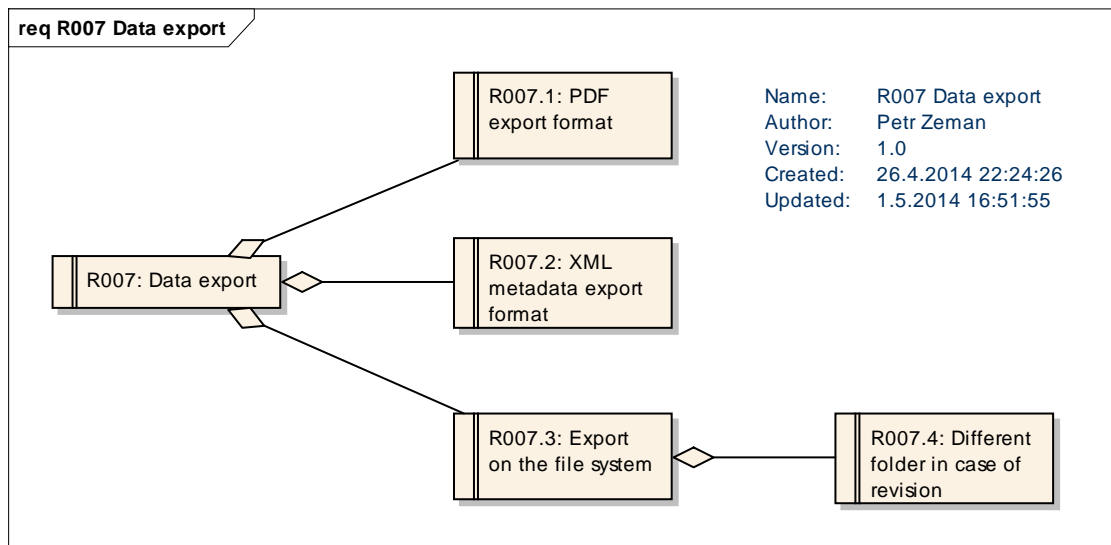 req R007 Data export
R007.1: PDF
export format
Name: R007 Data export
Author: Petr Zeman
Version: 1.0
Created: 26.4.2014 22:24:26
Updated: 1.5.2014 16:51:55
R007: Data export
R007.2: XML
metadata export
format
R007.3: Export
on the file system
R007.4: Different
folder in case of
revision